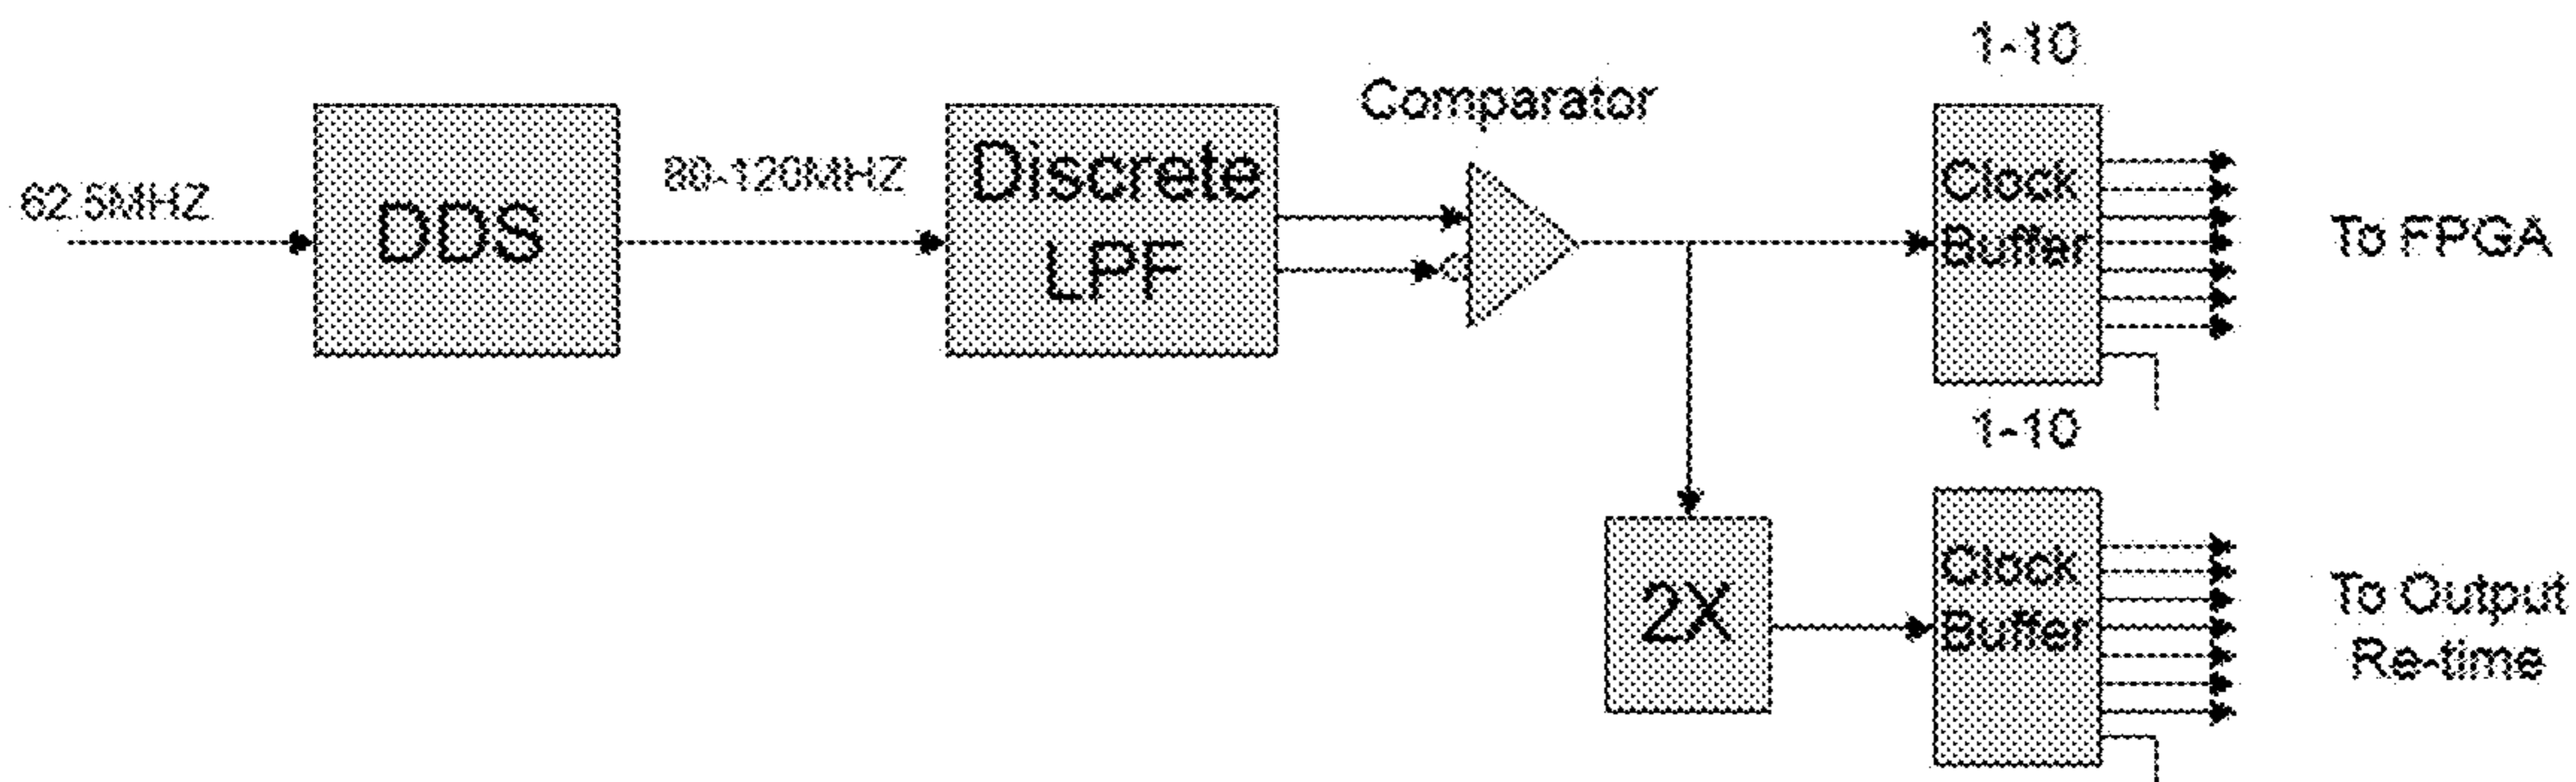 62.5MHZ
DDS
80-120MHZ
Discrete
LPF
Comparator
1-10
Clock
Buffer
To FPGA
2X
1-10
Clock
Buffer
To Output
Re-time